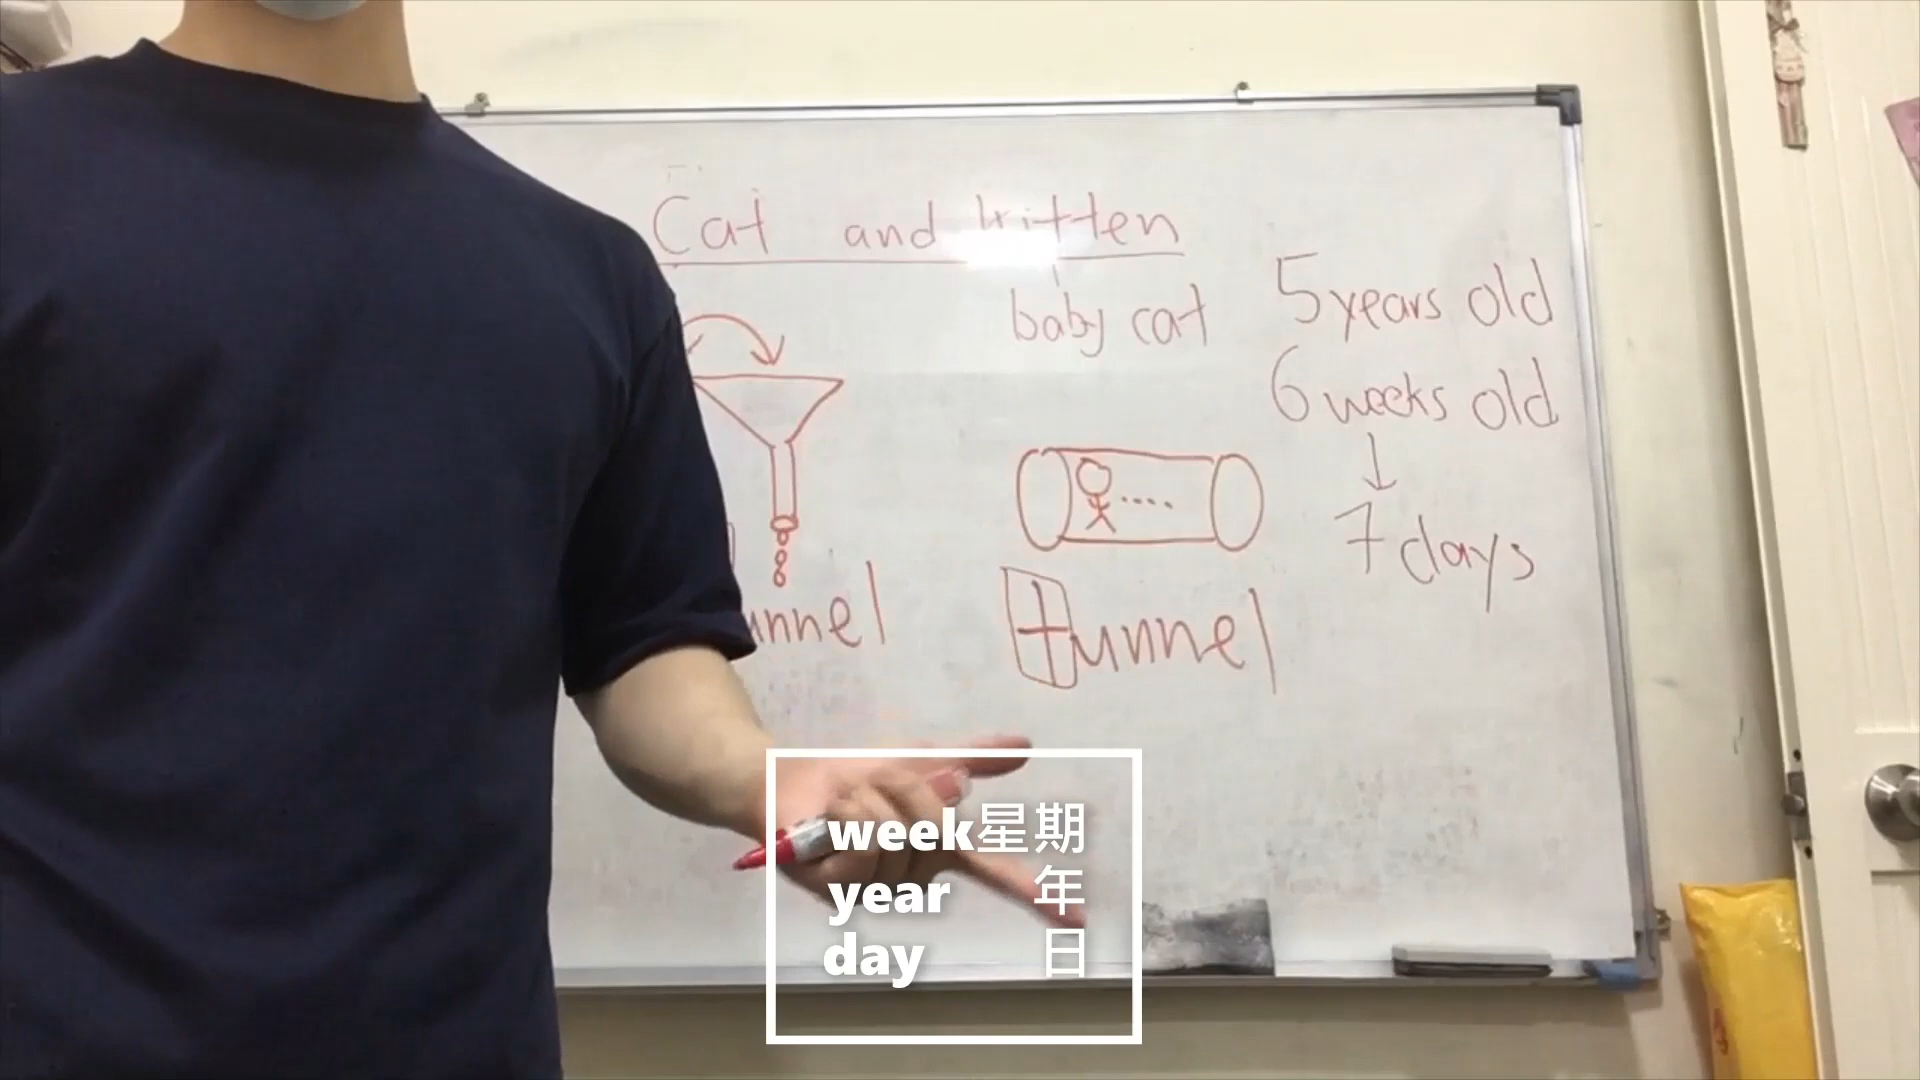 Cat and kitten
baby cat
5 years old
6 weeks old
7 days
unnel
tunnel
week星期
year 年
day 日